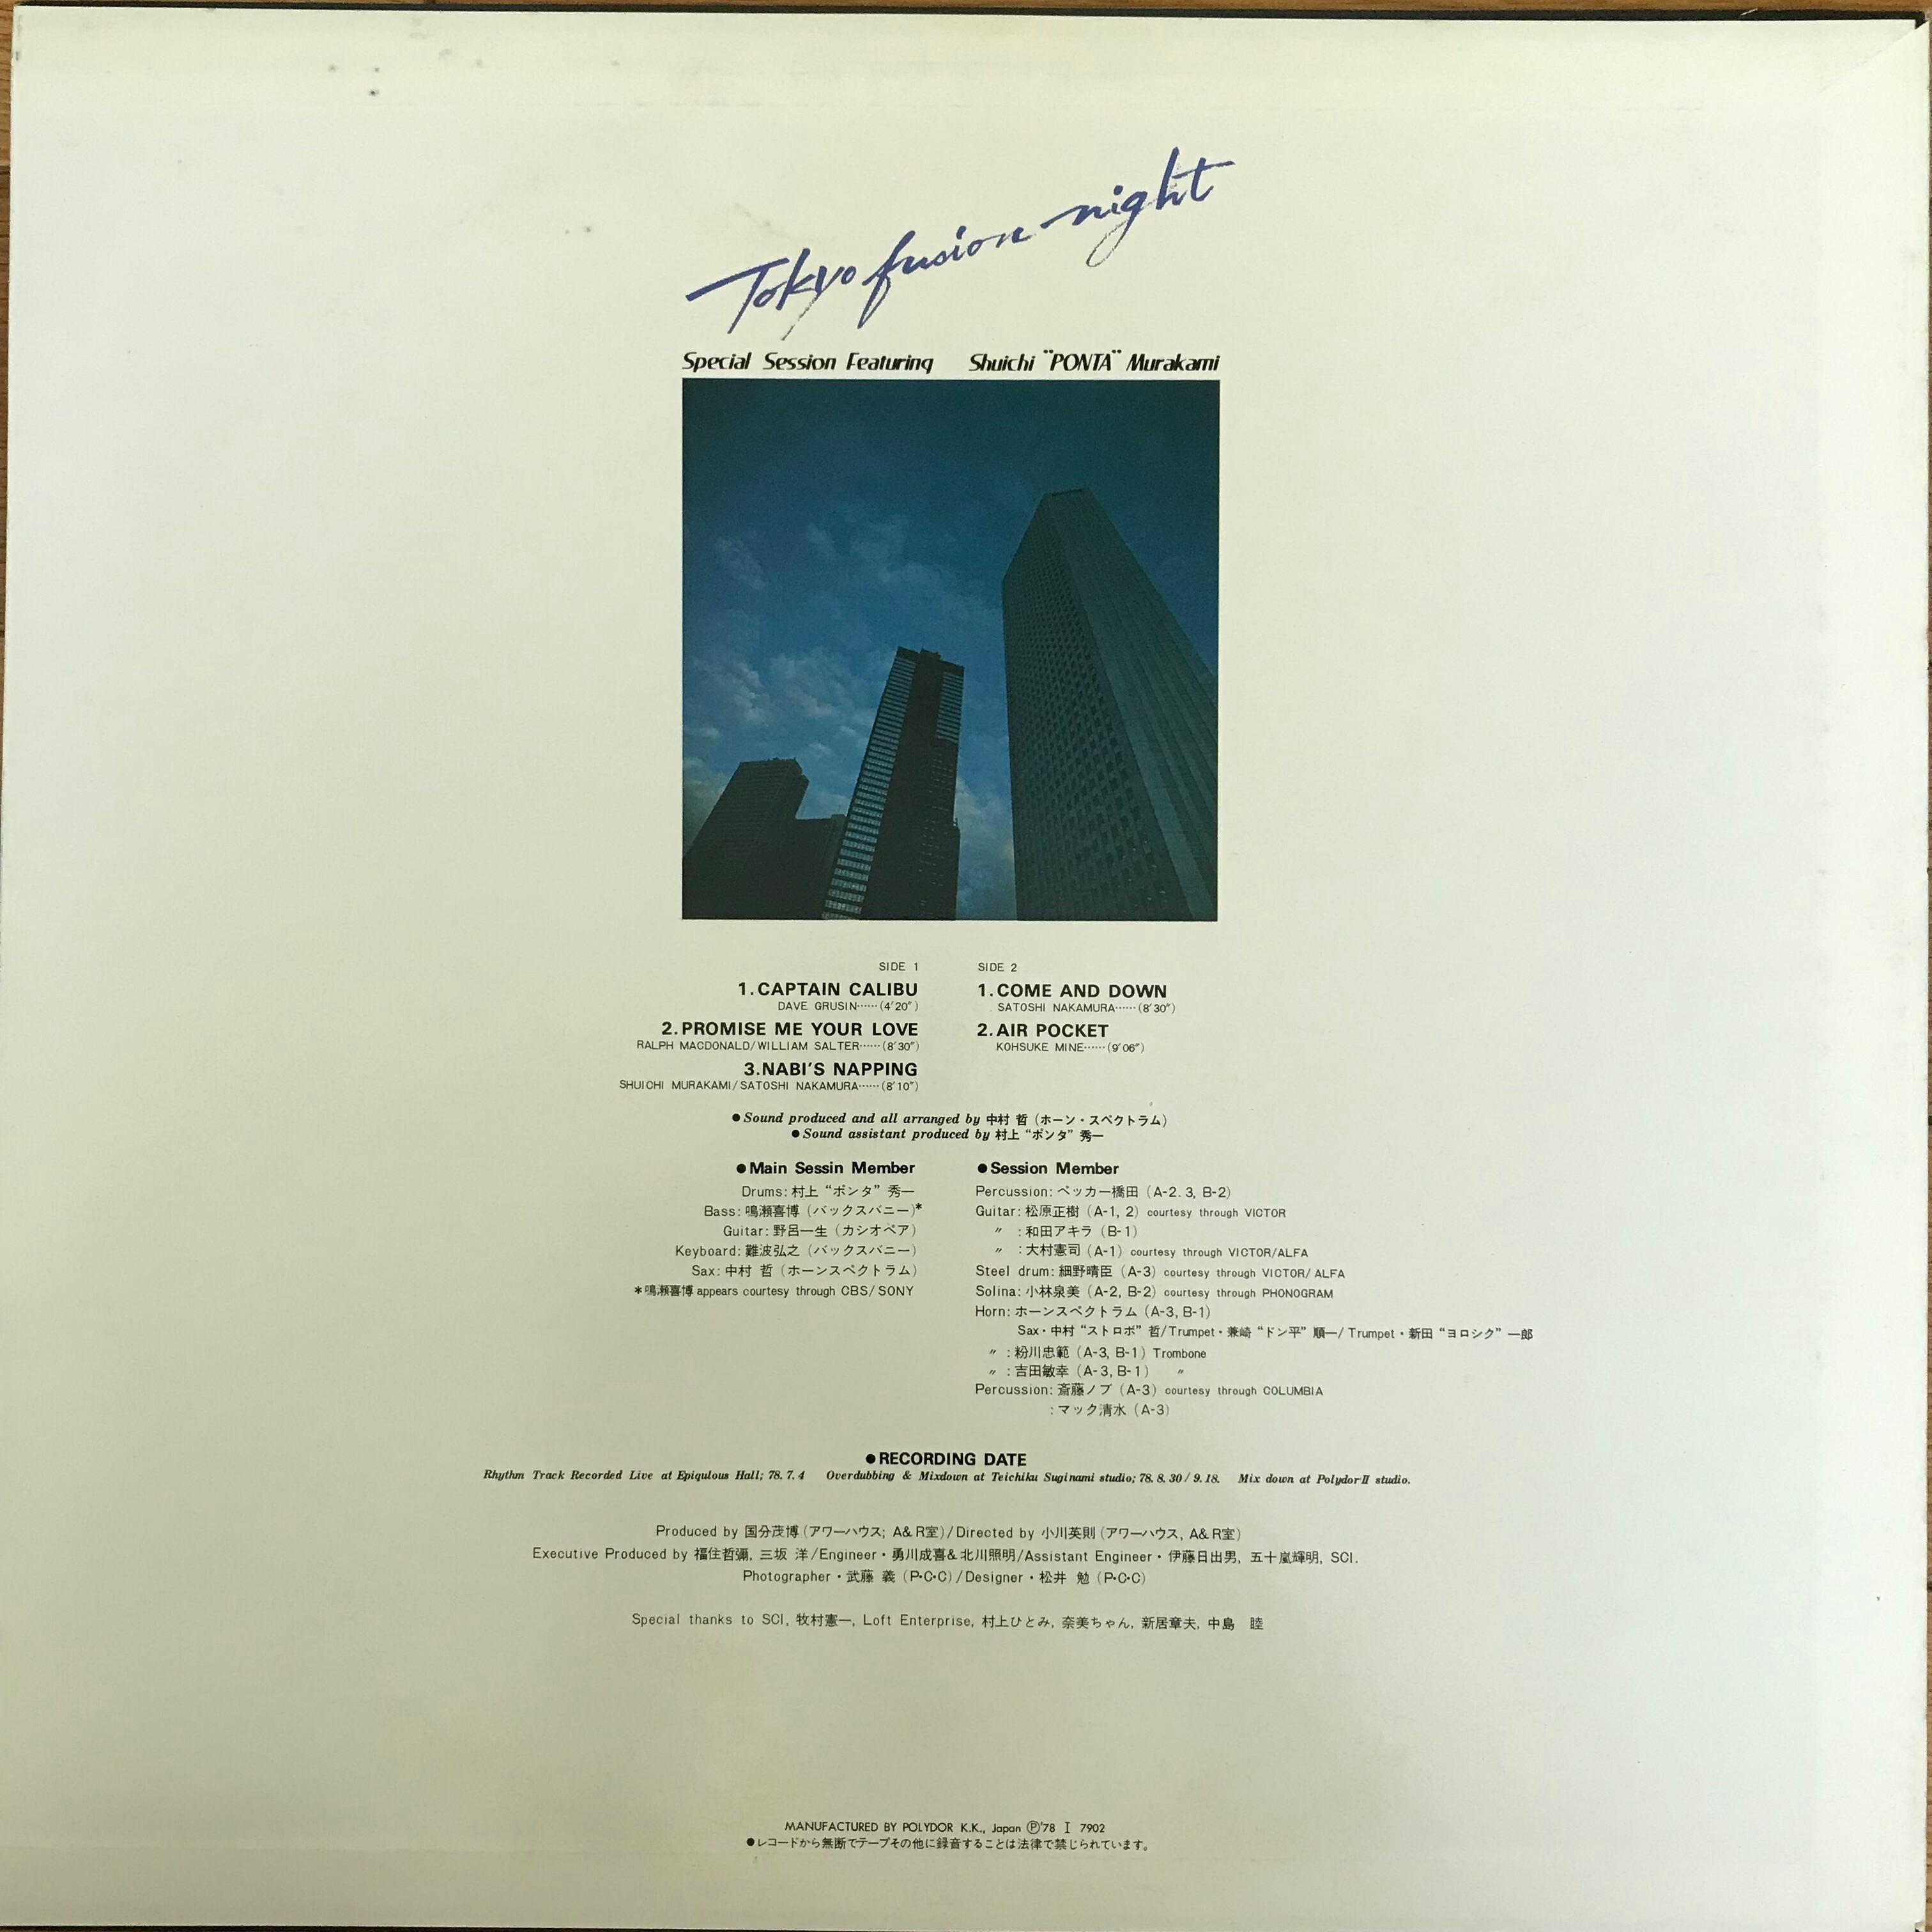 Tokyo fusion night
Special Session Featuring Shuichi "PONTA" Murakami
SIDE 1
1.CAPTAIN CALIBU
DAVE GRUSIN……(4′20″)
2.PROMISE ME YOUR LOVE
RALPH MACDONALD/WILLIAM SALTER……(8′30″)
3.NABI'S NAPPING
SHUICHI MURAKAMI/SATOSHI NAKAMURA……(8′10″)
SIDE 2
1.COME AND DOWN
SATOSHI NAKAMURA……(8′30″)
2.AIR POCKET
KOHSUKE MINE……(9′06″)
●Sound produced and all arranged by 中村 哲 (ホーン・スペクトラム)
●Sound assistant produced by 村上 "ポンタ" 秀一
●Main Sessin Member
Drums: 村上 "ポンタ" 秀一
Bass: 鳴瀬喜博 (バックスバニー)*
Guitar: 野呂一生 (カシオペア)
Keyboard: 難波弘之 (バックスバニー)
Sax: 中村 哲 (ホーンスペクトラム)
*鳴瀬喜博 appears courtesy through CBS/SONY
●Session Member
Percussion: ペッカー橋田 (A-2. 3, B-2)
Guitar: 松原正樹 (A-1, 2) courtesy through VICTOR
〃 : 和田アキラ (B-1)
〃 : 大村憲司 (A-1) courtesy through VICTOR/ALFA
Steel drum: 細野晴臣 (A-3) courtesy through VICTOR/ALFA
Solina: 小林泉美 (A-2, B-2) courtesy through PHONOGRAM
Horn: ホーンスペクトラム (A-3, B-1)
Sax・中村 "ストロボ" 哲/Trumpet・兼崎 "ドン平" 順一/Trumpet・新田 "ヨロシク" 一郎
〃 : 粉川忠範 (A-3, B-1) Trombone
〃 : 吉田敏幸 (A-3, B-1) 〃
Percussion: 斎藤ノブ (A-3) courtesy through COLUMBIA
: マック清水 (A-3)
●RECORDING DATE
Rhythm Track Recorded Live at Epiqulous Hall; 78. 7. 4 Overdubbing & Mixdown at Teichiku Suginami studio; 78. 8. 30 / 9. 18. Mix down at Polydor II studio.
Produced by 国分茂博 (アワーハウス; A&R室)/Directed by 小川英則 (アワーハウス, A&R室)
Executive Produced by 福住哲彌, 三坂 洋/Engineer・勇川成喜&北川照明/Assistant Engineer・伊藤日出男, 五十嵐輝明, SCI.
Photographer・武藤 義 (P・C・C)/Designer・松井 勉 (P・C・C)
Special thanks to SCI, 牧村憲一, Loft Enterprise, 村上ひとみ, 奈美ちゃん, 新居章夫, 中島 睦
MANUFACTURED BY POLYDOR K.K., Japan Ⓟ'78 I 7902
●レコードから無断でテープその他に録音することは法律で禁じられています。